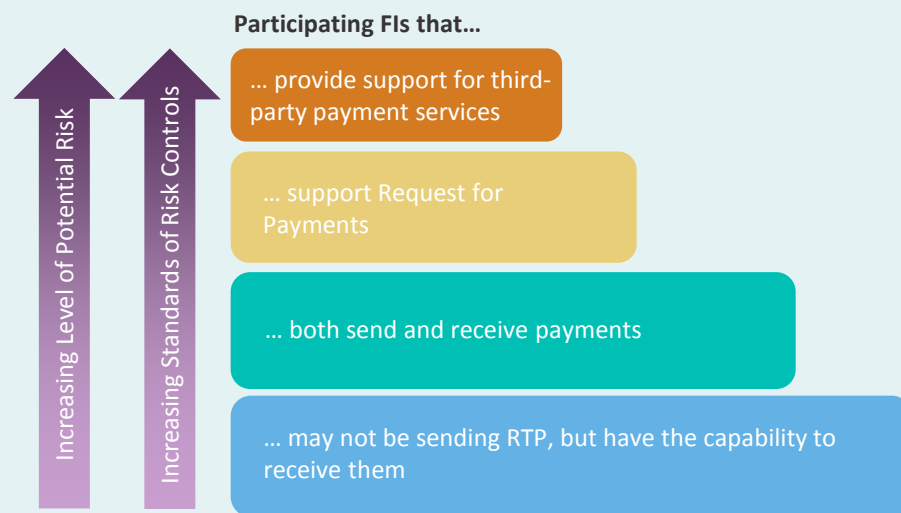 Participating FIs that…
Increasing Level of Potential Risk
Increasing Standards of Risk Controls
… provide support for third-
party payment services
… support Request for
Payments
… both send and receive payments
… may not be sending RTP, but have the capability to
receive them